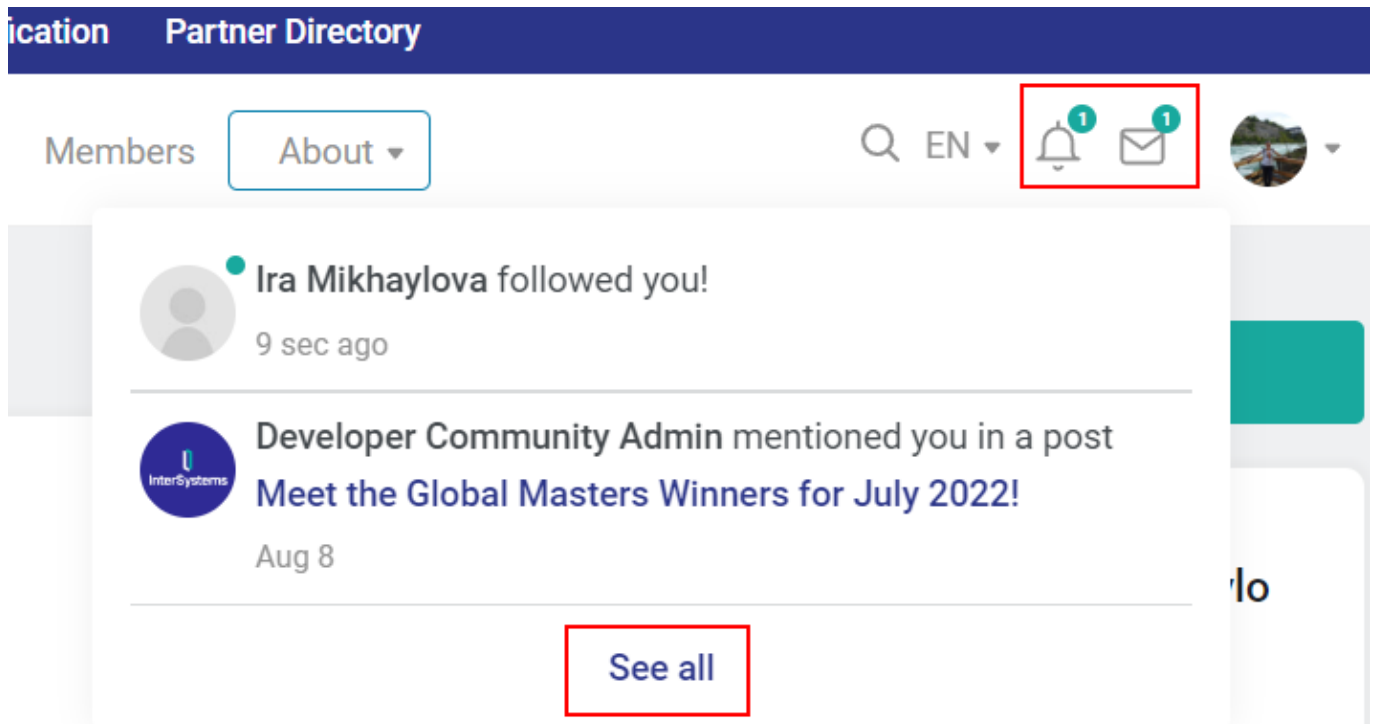 ication Partner Directory
Members About EN 1 1
Ira Mikhaylova followed you!
9 sec ago
Developer Community Admin mentioned you in a post
InterSystems
Meet the Global Masters Winners for July 2022!
Aug 8
lo
See all